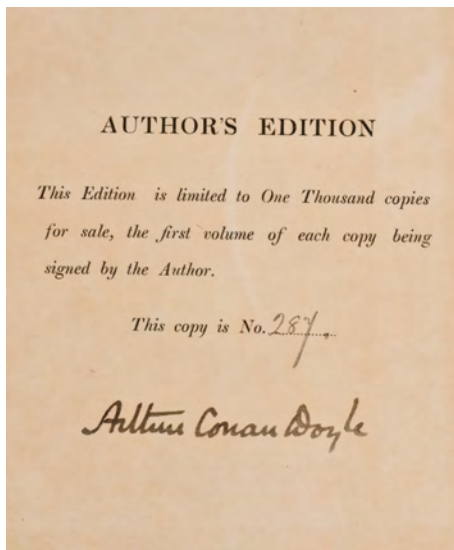 AUTHOR'S EDITION
This Edition is limited to One Thousand copies
for sale, the first volume of each copy being
signed by the Author.
This copy is No. 287.
Arthur Conan Doyle